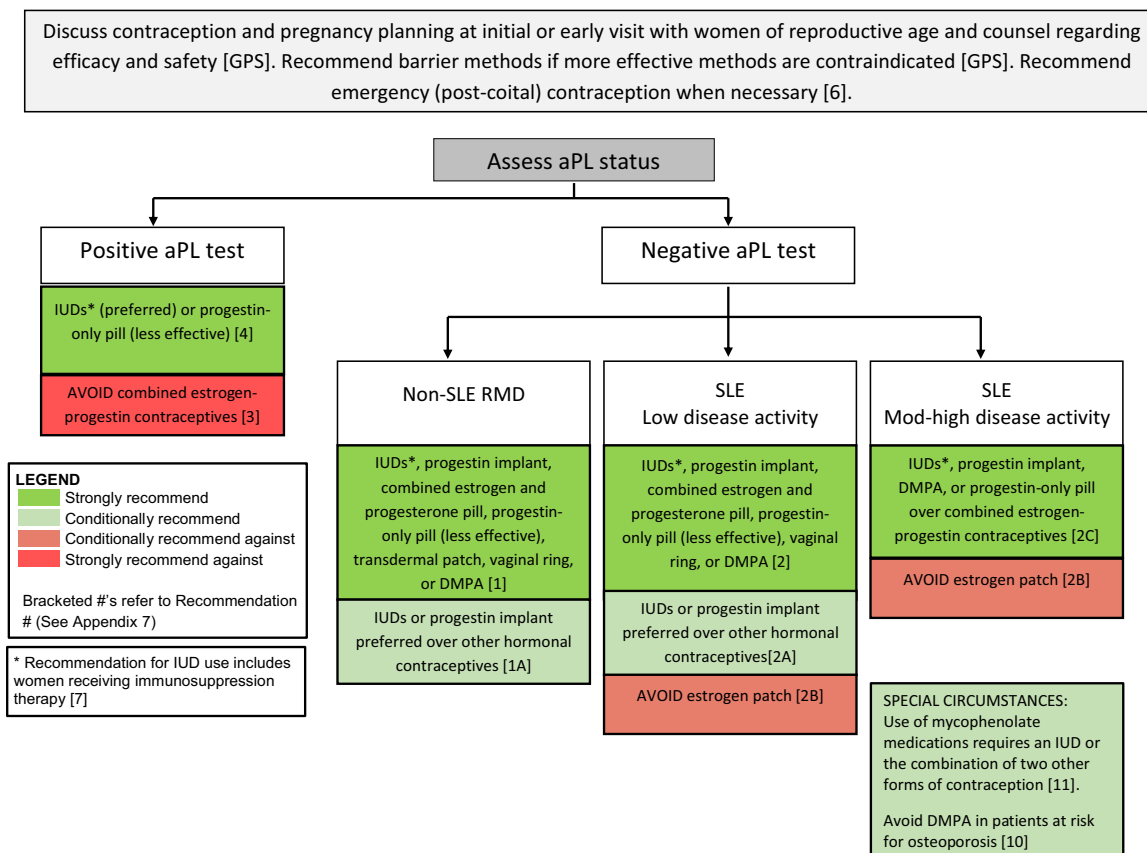 Discuss contraception and pregnancy planning at initial or early visit with women of reproductive age and counsel regarding
efficacy and safety [GPS]. Recommend barrier methods if more effective methods are contraindicated [GPS]. Recommend
emergency (post-coital) contraception when necessary [6].
Assess aPL status
Positive aPL test
Negative aPL test
IUDs* (preferred) or progestin-
only pill (less effective) [4]
AVOID combined estrogen-
progestin contraceptives [3]
Non-SLE RMD
IUDs*, progestin implant,
combined estrogen and
progesterone pill, progestin-
only pill (less effective),
transdermal patch, vaginal ring,
or DMPA [1]
IUDs or progestin implant
preferred over other hormonal
contraceptives [1A]
SLE
Low disease activity
IUDs*, progestin implant,
combined estrogen and
progesterone pill, progestin-
only pill (less effective), vaginal
ring, or DMPA [2]
IUDs or progestin implant
preferred over other hormonal
contraceptives[2A]
AVOID estrogen patch [2B]
SLE
Mod-high disease activity
IUDs*, progestin implant,
DMPA, or progestin-only pill
over combined estrogen-
progestin contraceptives [2C]
AVOID estrogen patch [2B]
LEGEND
Strongly recommend
Conditionally recommend
Conditionally recommend against
Strongly recommend against
Bracketed #'s refer to Recommendation
# (See Appendix 7)
* Recommendation for IUD use includes
women receiving immunosuppression
therapy [7]
SPECIAL CIRCUMSTANCES:
Use of mycophenolate
medications requires an IUD or
the combination of two other
forms of contraception [11].
Avoid DMPA in patients at risk
for osteoporosis [10]